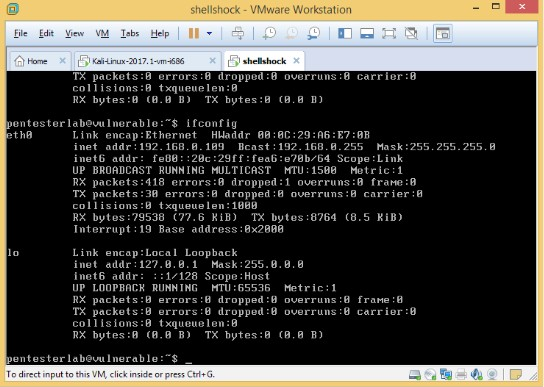 shellshock - VMware Workstation
File Edit View VM Tabs Help
Home Kali-Linux-2017.1-vm-i686 shellshock
TX packets:0 errors:0 dropped:0 overruns:0 carrier:0
collisions:0 txqueuelen:0
RX bytes:0 (0.0 B) TX bytes:0 (0.0 B)
pentesterlab@vulnerable:~$ ifconfig
eth0 Link encap:Ethernet HWaddr 00:0C:29:A6:E7:0B
inet addr:192.168.0.109 Bcast:192.168.0.255 Mask:255.255.255.0
inet6 addr: fe80::20c:29ff:fea6:e70b/64 Scope:Link
UP BROADCAST RUNNING MULTICAST MTU:1500 Metric:1
RX packets:418 errors:0 dropped:1 overruns:0 frame:0
TX packets:30 errors:0 dropped:0 overruns:0 carrier:0
collisions:0 txqueuelen:1000
RX bytes:79538 (77.6 KiB) TX bytes:8764 (8.5 KiB)
Interrupt:19 Base address:0x2000
lo Link encap:Local Loopback
inet addr:127.0.0.1 Mask:255.0.0.0
inet6 addr: ::1/128 Scope:Host
UP LOOPBACK RUNNING MTU:65536 Metric:1
RX packets:0 errors:0 dropped:0 overruns:0 frame:0
TX packets:0 errors:0 dropped:0 overruns:0 carrier:0
collisions:0 txqueuelen:0
RX bytes:0 (0.0 B) TX bytes:0 (0.0 B)
pentesterlab@vulnerable:~$ _
To direct input to this VM, click inside or press Ctrl+G.